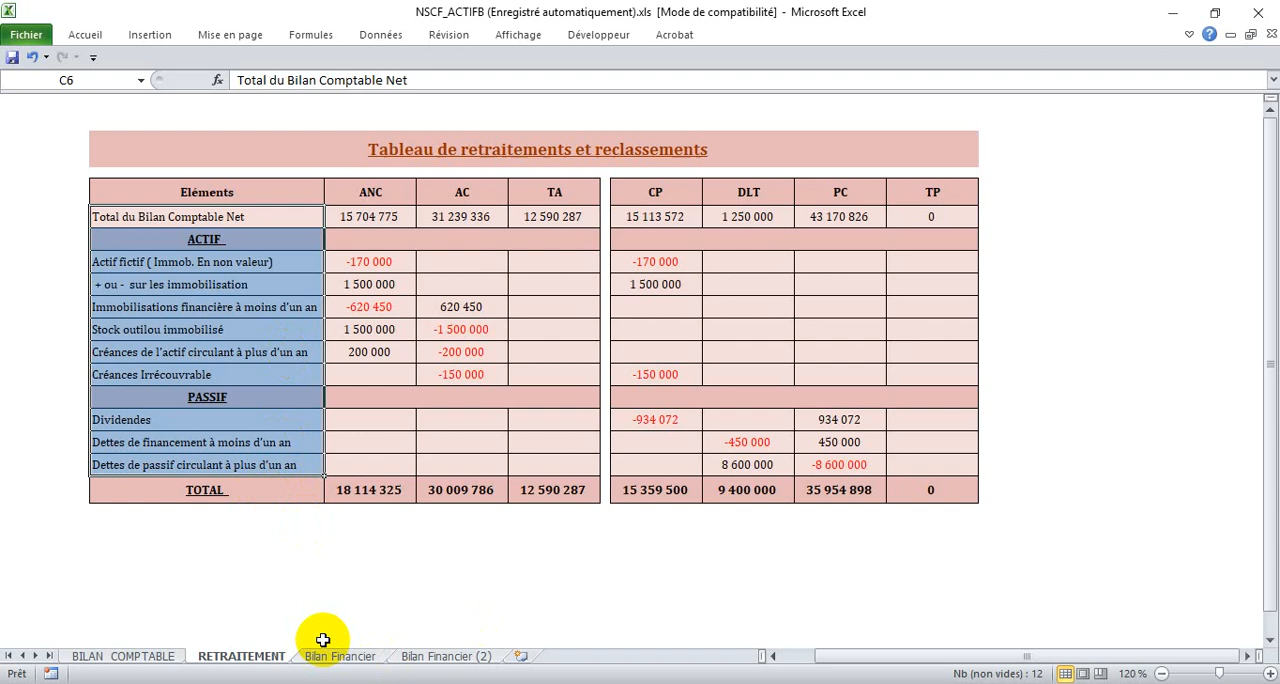 NSCF_ACTIFB (Enregistré automatiquement).xls [Mode de compatibilité] - Microsoft Excel
Fichier Accueil Insertion Mise en page Formules Données Révision Affichage Développeur Acrobat
C6 fx Total du Bilan Comptable Net
Tableau de retraitements et reclassements
Eléments ANC AC TA CP DLT PC TP
Total du Bilan Comptable Net 15 704 775 31 239 336 12 590 287 15 113 572 1 250 000 43 170 826 0
ACTIF
Actif fictif ( Immob. En non valeur) -170 000 -170 000
+ ou - sur les immobilisation 1 500 000 1 500 000
Immobilisations financière à moins d'un an -620 450 620 450
Stock outilou immobilisé 1 500 000 -1 500 000
Créances de l'actif circulant à plus d'un an 200 000 -200 000
Créances Irrécouvrable -150 000 -150 000
PASSIF
Dividendes -934 072 934 072
Dettes de financement à moins d'un an -450 000 450 000
Dettes de passif circulant à plus d'un an 8 600 000 -8 600 000
TOTAL 18 114 325 30 009 786 12 590 287 15 359 500 9 400 000 35 954 898 0
BILAN COMPTABLE RETRAITEMENT Bilan Financier Bilan Financier (2)
Prêt Nb (non vides) : 12 120 %